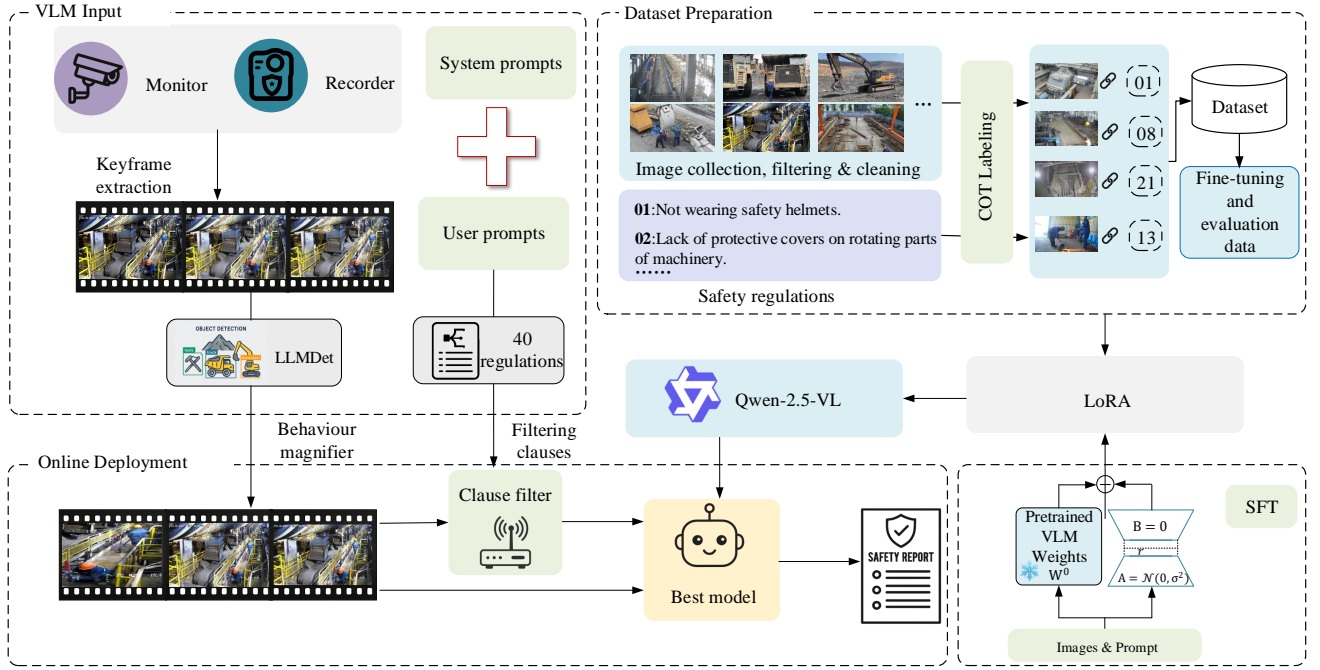 VLM Input
Monitor
Recorder
System prompts
Keyframe
extraction
User prompts
OBJECT DETECTION
LLMDet
40
regulations
Behaviour
magnifier
Filtering
clauses
Dataset Preparation
...
Image collection, filtering & cleaning
01:Not wearing safety helmets.
02:Lack of protective covers on rotating parts
of machinery.
......
Safety regulations
COT Labeling
01
08
21
13
Dataset
Fine-tuning
and
evaluation
data
Qwen-2.5-VL
LoRA
Online Deployment
Clause filter
Best model
SAFETY REPORT
SFT
Pretrained
VLM
Weights
W⁰
B = 0
r
A = 𝒩(0, σ²)
Images & Prompt